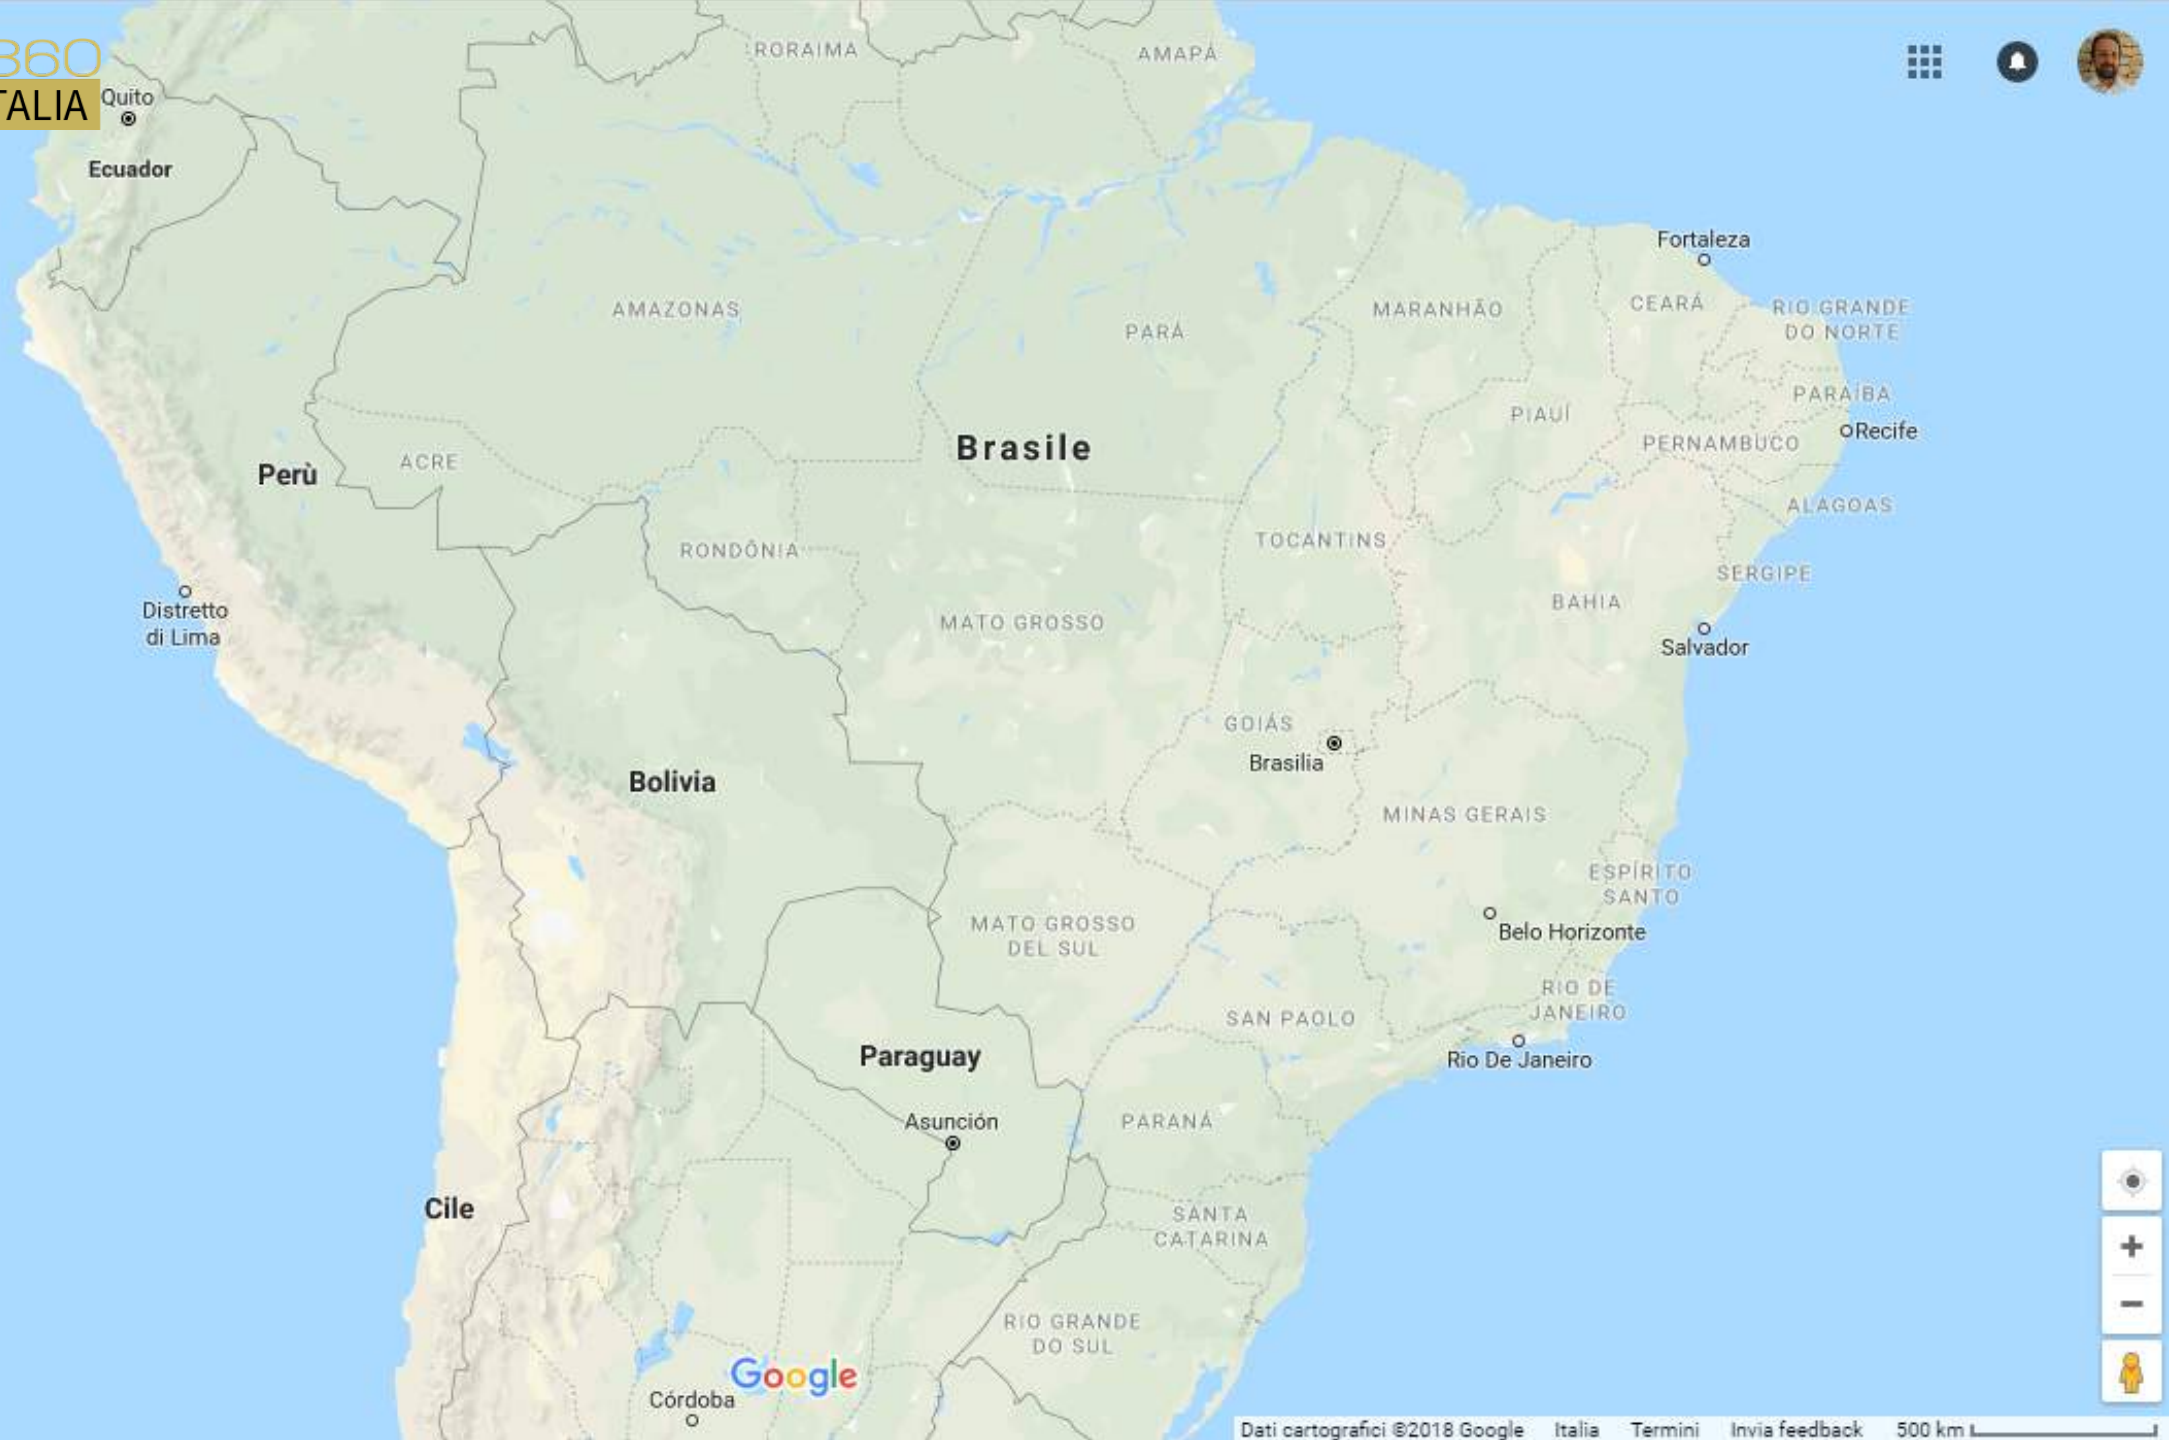 360
TALIA
Quito
Ecuador
RORAIMA
AMAPÁ
Fortaleza
AMAZONAS
PARÁ
MARANHÃO
CEARÁ
RIO GRANDE
DO NORTE
PARAÍBA
PIAUÍ
Recife
PERNAMBUCO
Brasile
ACRE
Perù
ALAGOAS
TOCANTINS
RONDÔNIA
SERGIPE
BAHIA
Distretto
di Lima
MATO GROSSO
Salvador
GOIÁS
Brasilia
Bolivia
MINAS GERAIS
ESPÍRITO
SANTO
MATO GROSSO
DEL SUL
Belo Horizonte
RIO DE
JANEIRO
SAN PAOLO
Paraguay
Rio De Janeiro
Asunción
PARANÁ
Cile
SANTA
CATARINA
RIO GRANDE
DO SUL
Google
Córdoba
Dati cartografici ©2018 Google Italia Termini Invia feedback 500 km